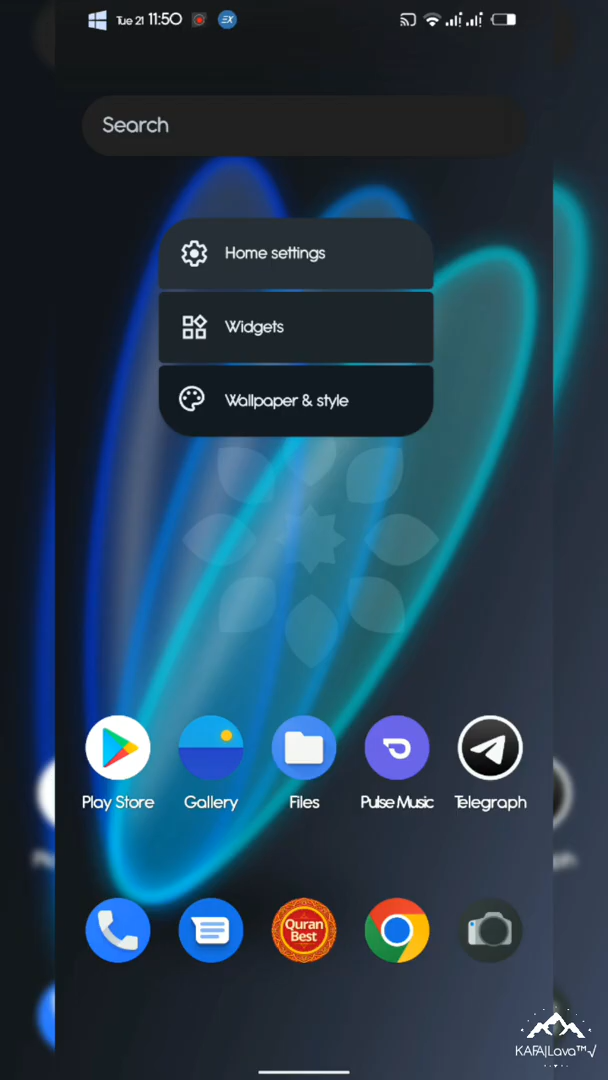 Tue 21 11:50 EX
Search
Home settings
Widgets
Wallpaper & style
Play Store Gallery Files Pulse Music Telegraph
Quran
Best
KAFA|Lava™√